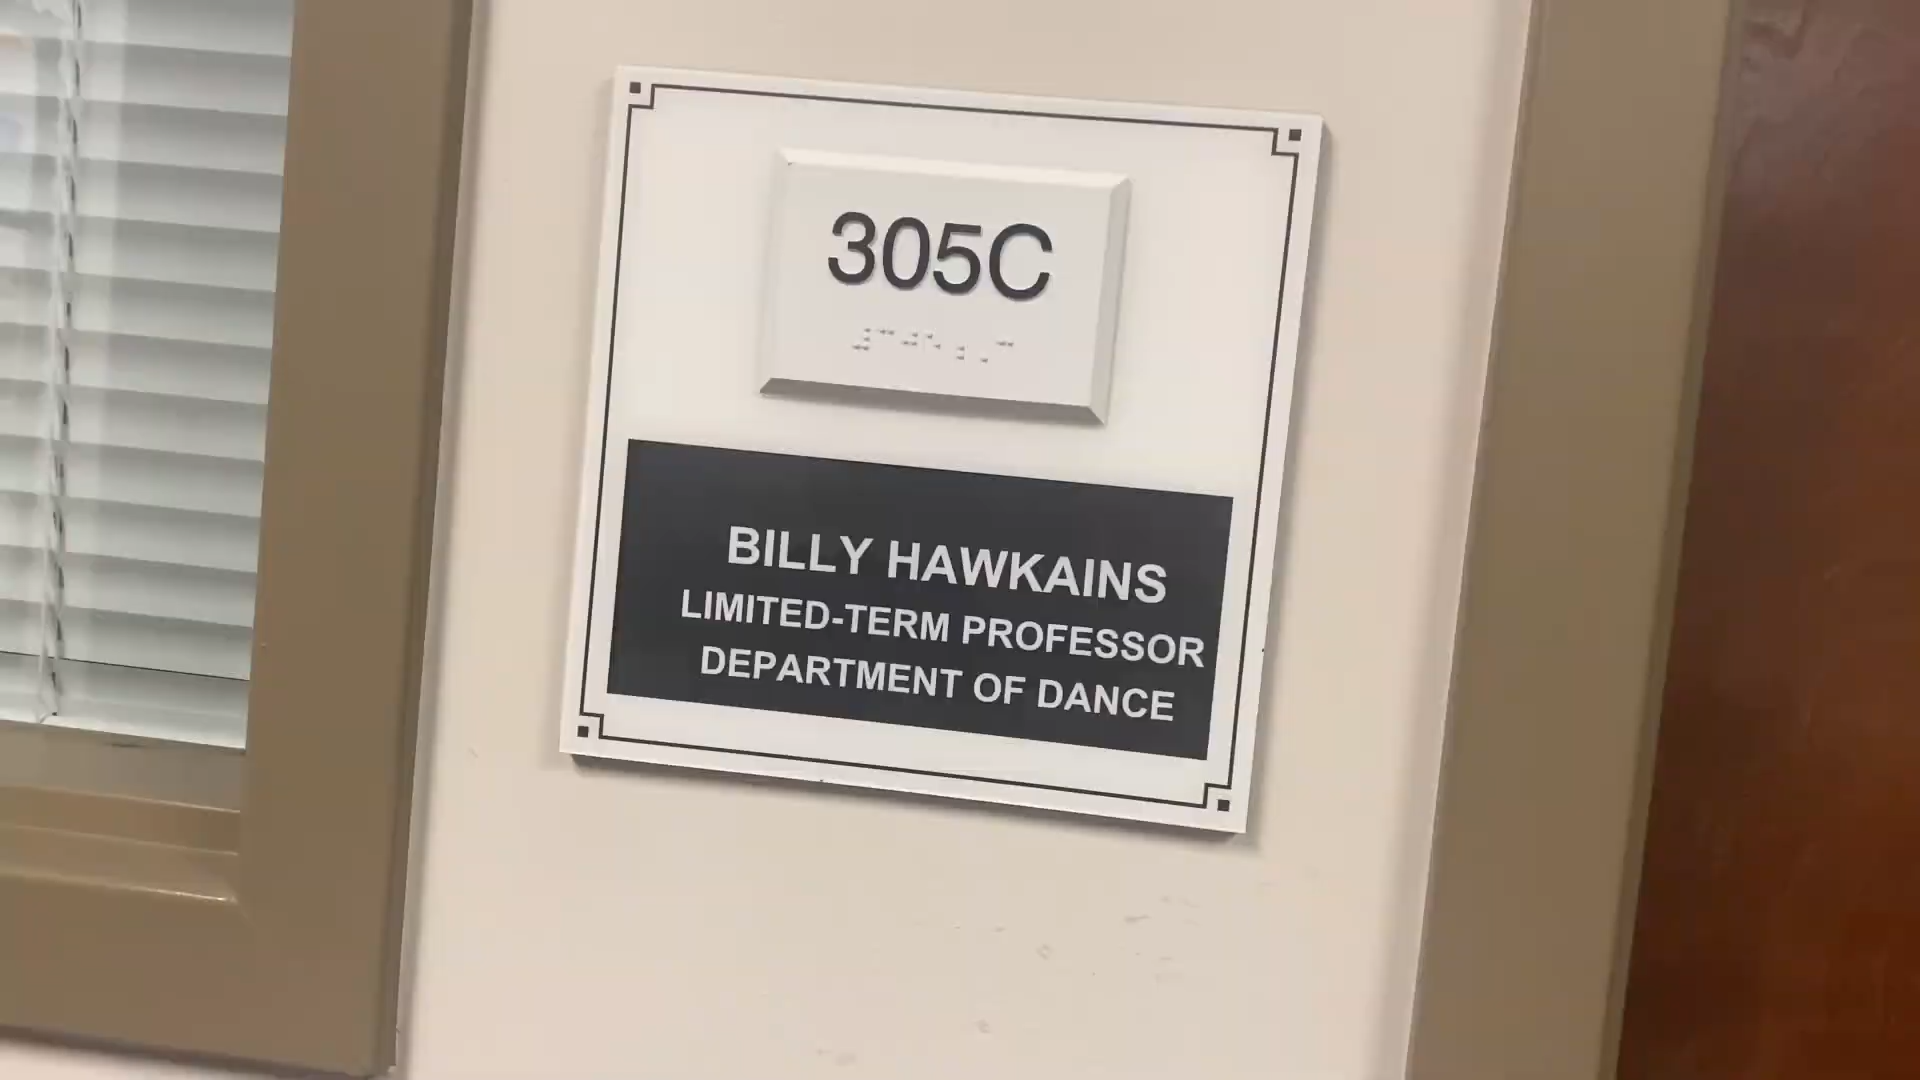 305C
BILLY HAWKAINS
LIMITED-TERM PROFESSOR
DEPARTMENT OF DANCE